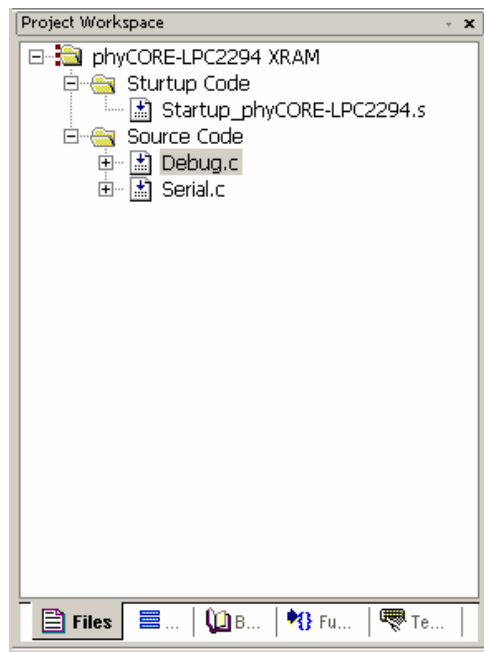 Project Workspace
phyCORE-LPC2294 XRAM
Sturtup Code
Startup_phyCORE-LPC2294.s
Source Code
Debug.c
Serial.c
Files ... B... Fu... Te...